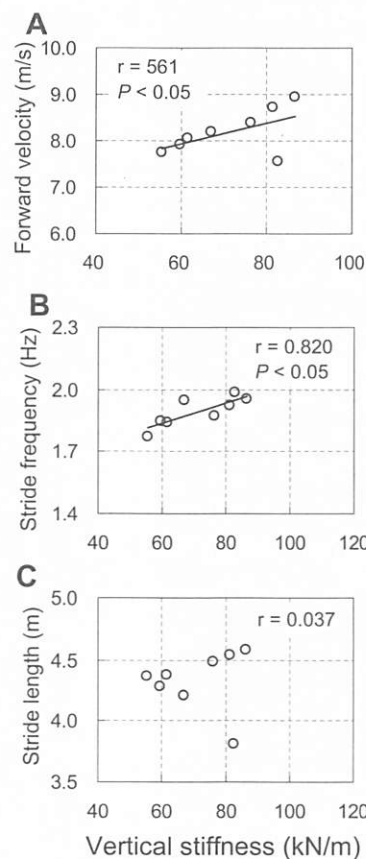 A
Forward velocity (m/s)
10.0
9.0
8.0
7.0
6.0
r = 561
P < 0.05
40 60 80 100
B
Stride frequency (Hz)
2.3
2.0
1.7
1.4
r = 0.820
P < 0.05
40 60 80 100 120
C
Stride length (m)
5.0
4.5
4.0
3.5
r = 0.037
40 60 80 100 120
Vertical stiffness (kN/m)